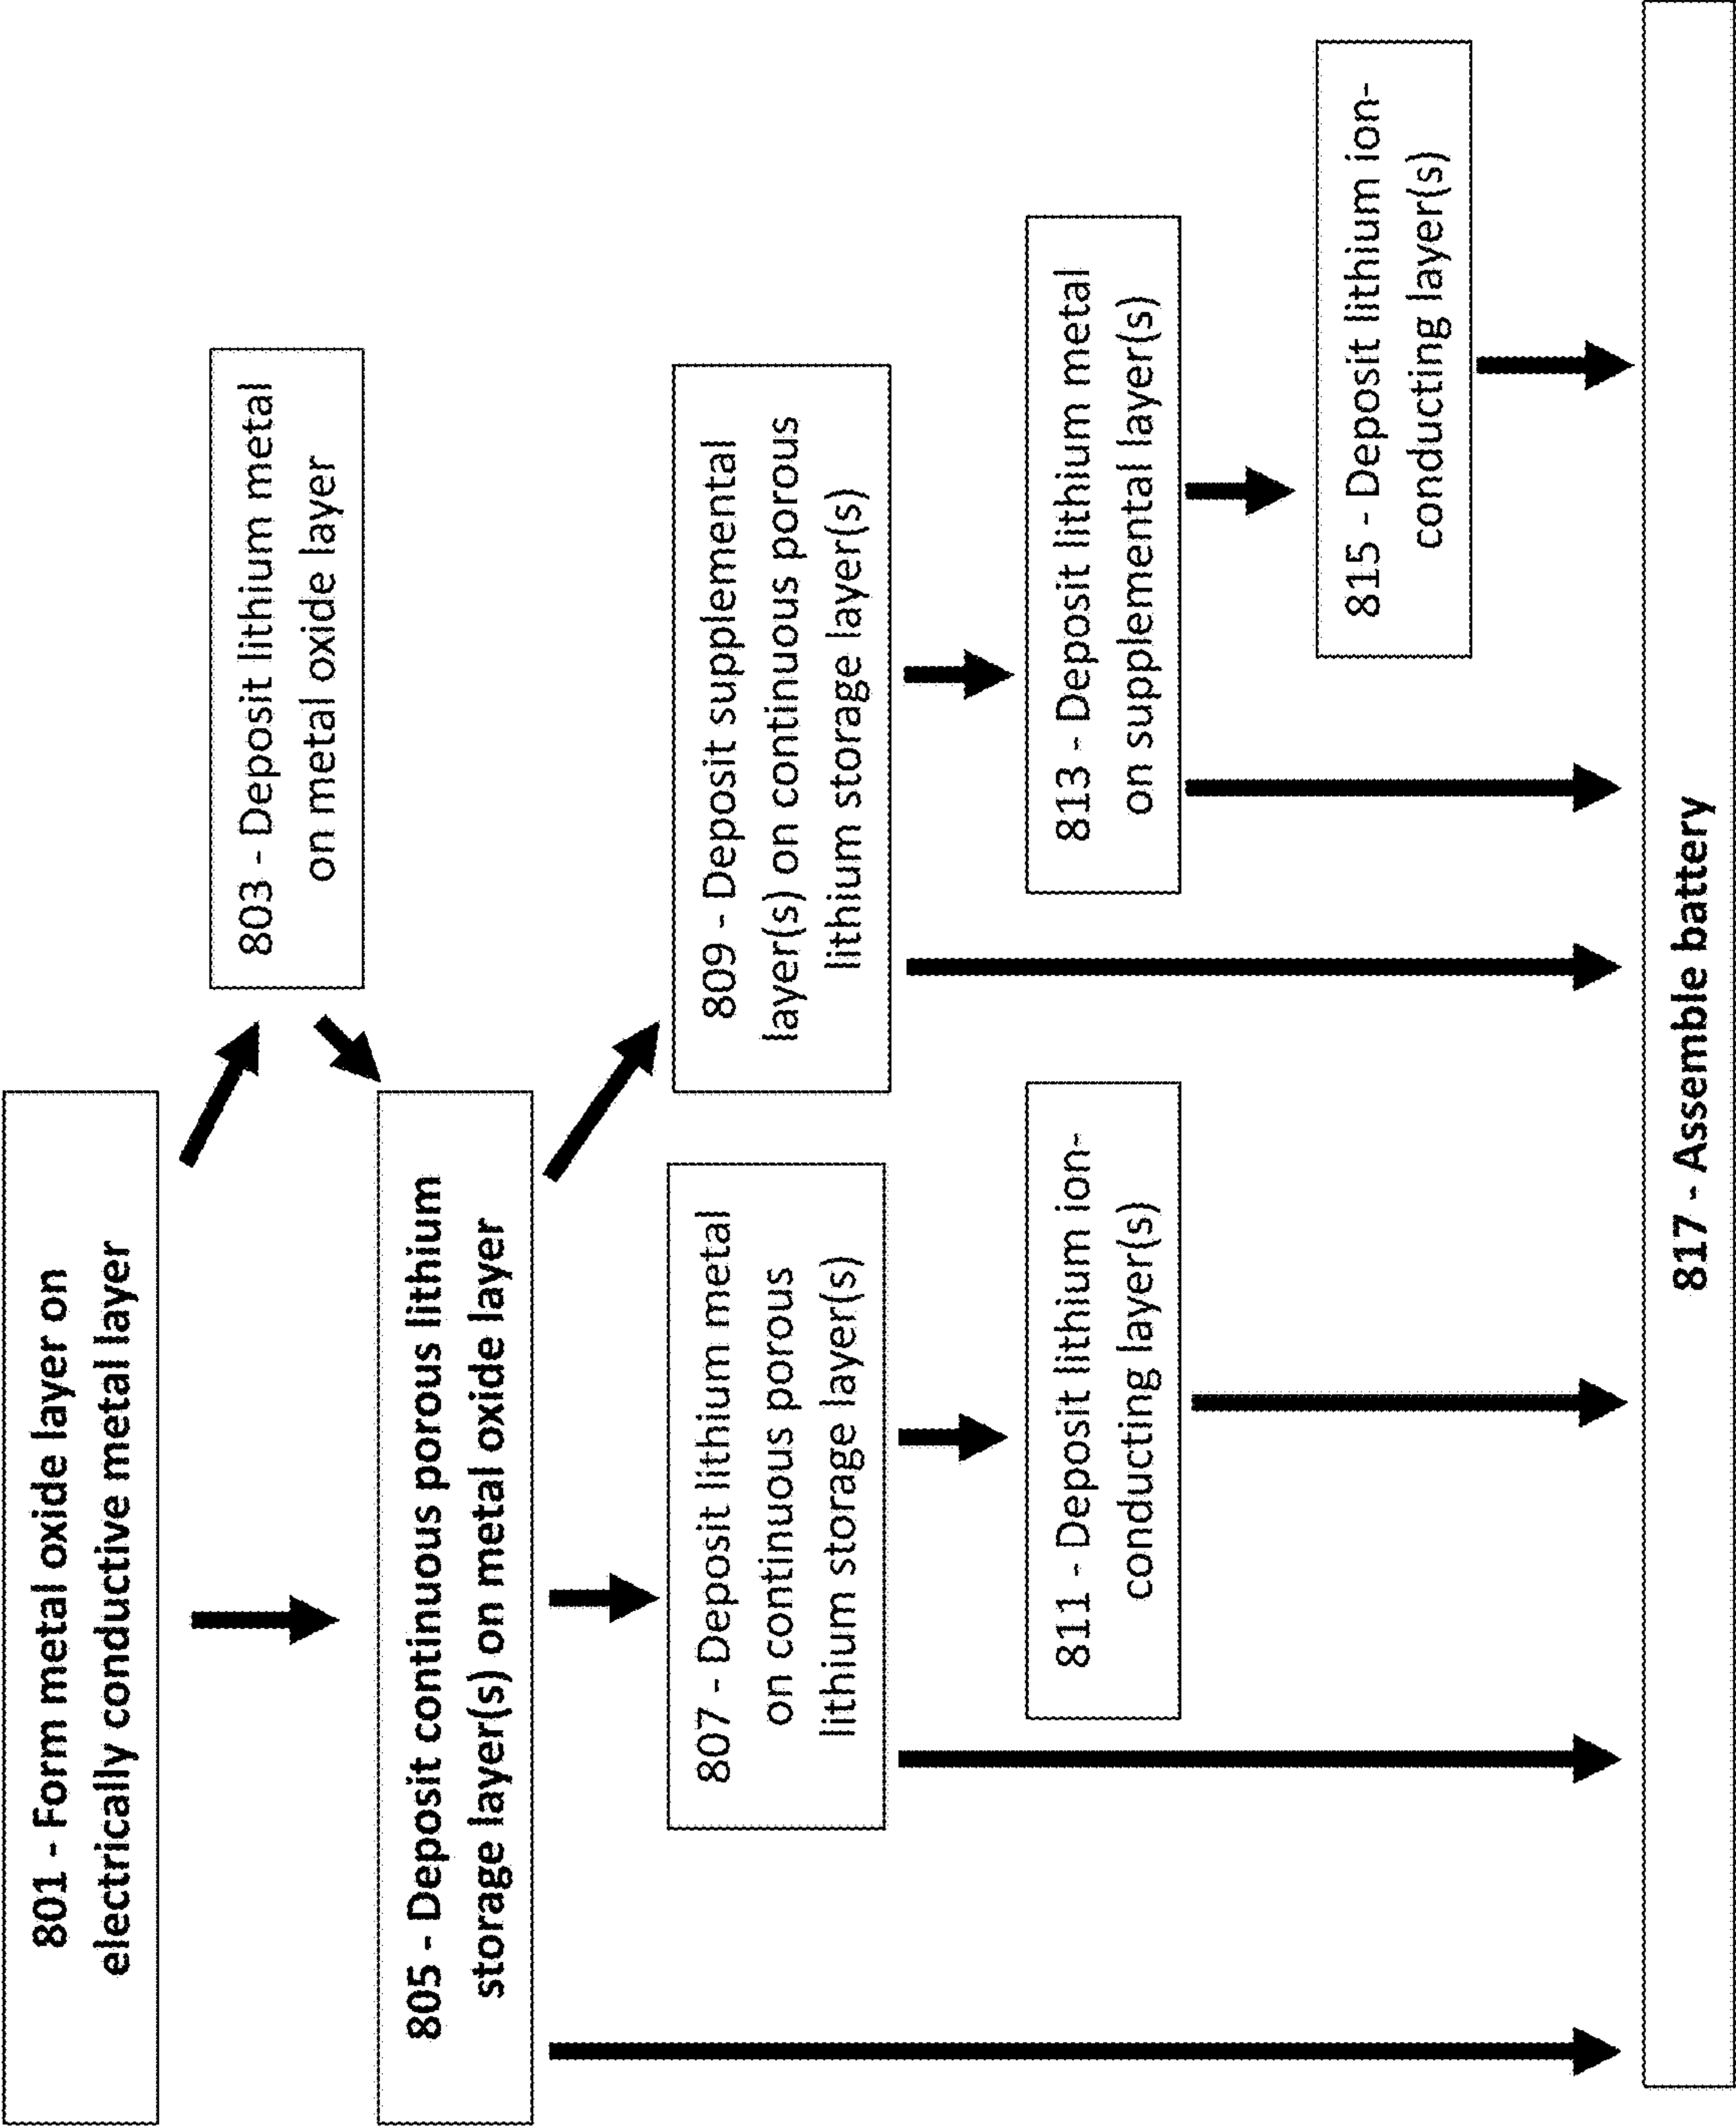 801 - Form metal oxide layer on
electrically conductive metal layer
803 - Deposit lithium metal
on metal oxide layer
805 - Deposit continuous porous lithium
storage layer(s) on metal oxide layer
807 - Deposit lithium metal
on continuous porous
lithium storage layer(s)
809 - Deposit supplemental
layer(s) on continuous porous
lithium storage layer(s)
811 - Deposit lithium ion-
conducting layer(s)
813 - Deposit lithium metal
on supplemental layer(s)
815 - Deposit lithium ion-
conducting layer(s)
817 - Assemble battery